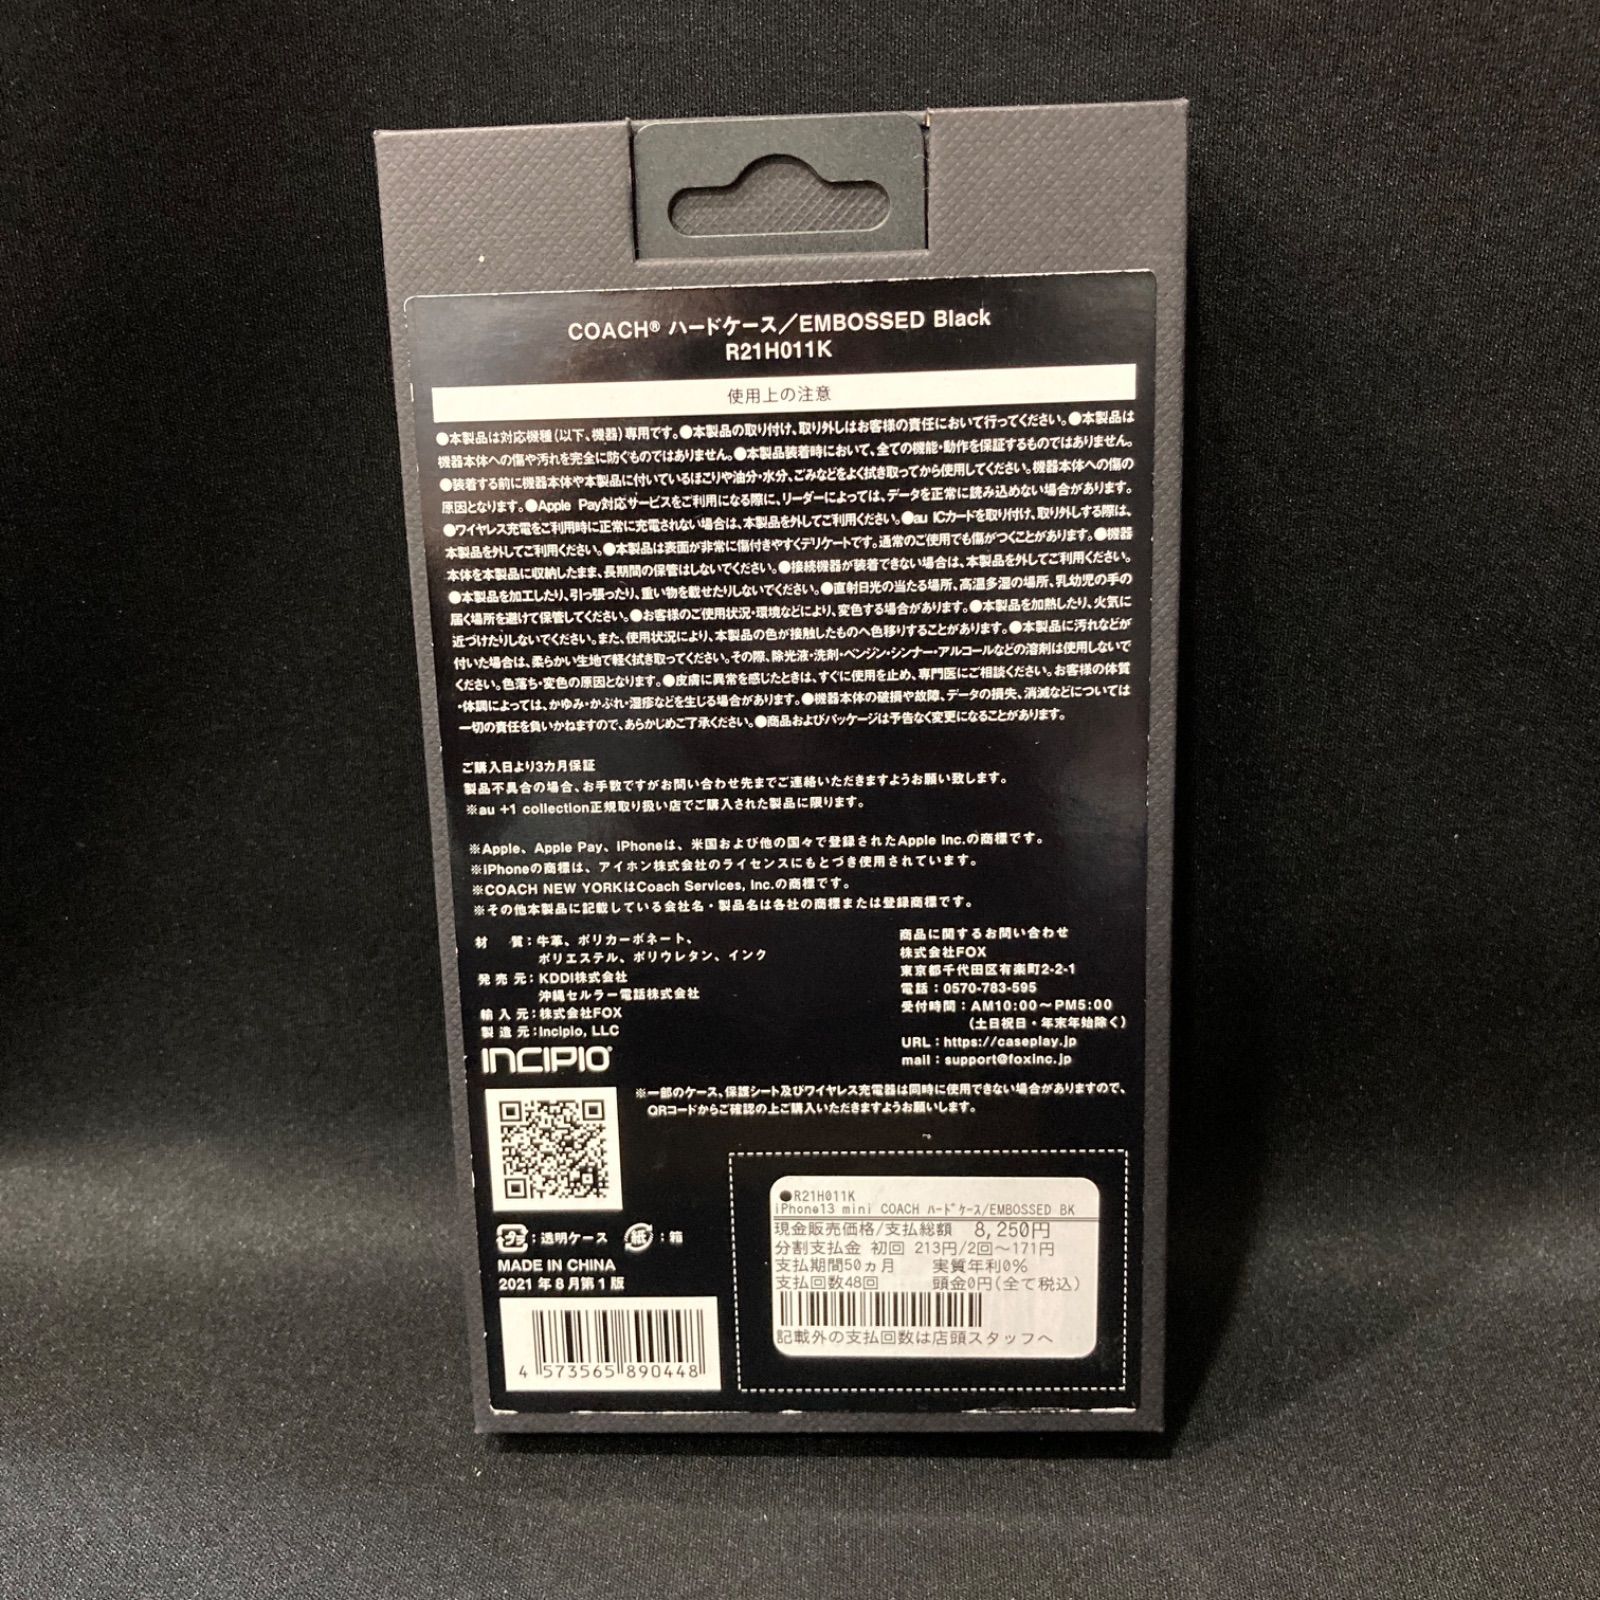 COACH® ハードケース／EMBOSSED Black
R21H011K
使用上の注意
●本製品は対応機種(以下、機器)専用です。●本製品の取り付け、取り外しはお客様の責任において行ってください。●本製品は
機器本体への傷や汚れを完全に防ぐものではありません。●本製品装着時において、全ての機能・動作を保証するものではありません。
●装着する前に機器本体や本製品に付いているほこりや油分・水分、ごみなどをよく拭き取ってから使用してください。機器本体への傷の
原因となります。●Apple Pay対応サービスをご利用になる際に、リーダーによっては、データを正常に読み込めない場合があります。
●ワイヤレス充電をご利用時に正常に充電されない場合は、本製品を外してご利用ください。●au ICカードを取り付け、取り外しする際は、
本製品を外してご利用ください。●本製品は表面が非常に傷付きやすくデリケートです。通常のご使用でも傷がつくことがあります。●機器
本体を本製品に収納したまま、長期間の保管はしないでください。●接続機器が装着できない場合は、本製品を外してご利用ください。
●本製品を加工したり、引っ張ったり、重い物を載せたりしないでください。●直射日光の当たる場所、高温多湿の場所、乳幼児の手の
届く場所を避けて保管してください。●お客様のご使用状況・環境などにより、変色する場合があります。●本製品を加熱したり、火気に
近づけたりしないでください。また、使用状況により、本製品の色が接触したものへ色移りすることがあります。●本製品に汚れなどが
付いた場合は、柔らかい生地で軽く拭き取ってください。その際、除光液・洗剤・ベンジン・シンナー・アルコールなどの溶剤は使用しないで
ください。色落ち・変色の原因となります。●皮膚に異常を感じたときは、すぐに使用を止め、専門医にご相談ください。お客様の体質
・体調によっては、かゆみ・かぶれ・湿疹などを生じる場合があります。●機器本体の破損や故障、データの損失、消滅などについては
一切の責任を負いかねますので、あらかじめご了承ください。●商品およびパッケージは予告なく変更になることがあります。
ご購入日より3カ月保証
製品不具合の場合、お手数ですがお問い合わせ先までご連絡いただきますようお願い致します。
※au +1 collection正規取り扱い店でご購入された製品に限ります。
※Apple、Apple Pay、iPhoneは、米国および他の国々で登録されたApple Inc.の商標です。
※iPhoneの商標は、アイホン株式会社のライセンスにもとづき使用されています。
※COACH NEW YORKはCoach Services, Inc.の商標です。
※その他本製品に記載している会社名・製品名は各社の商標または登録商標です。
材 質：牛革、ポリカーボネート、
ポリエステル、ポリウレタン、インク
発 売 元：KDDI株式会社
沖縄セルラー電話株式会社
輸 入 元：株式会社FOX
製 造 元：Incipio, LLC
INCIPIO®
商品に関するお問い合わせ
株式会社FOX
東京都千代田区有楽町2-2-1
電話：0570-783-595
受付時間：AM10:00～PM5:00
（土日祝日・年末年始除く）
URL：https://caseplay.jp
mail：support@foxinc.jp
※一部のケース、保護シート及びワイヤレス充電器は同時に使用できない場合がありますので、
QRコードからご確認の上ご購入いただきますようお願いします。
プラ：透明ケース 紙：箱
MADE IN CHINA
2021 年 8 月第 1 版
4 573565 890448
●R21H011K
iPhone13 mini COACH ﾊｰﾄﾞｹｰｽ/EMBOSSED BK
現金販売価格/支払総額 8,250円
分割支払金 初回 213円/2回～171円
支払期間50ヵ月 実質年利0%
支払回数48回 頭金0円(全て税込)
記載外の支払回数は店頭スタッフへ